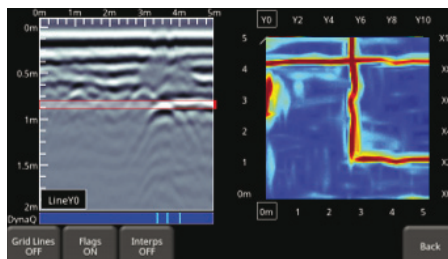 0m 1m 2m 3m 4m 5m
0m
0.5m
1m
1.5m
2m
LineY0
DynaQ
Y0 Y2 Y4 Y6 Y8 Y10
5
4
3
2
1
0m
0m 1 2 3 4 5
Grid Lines OFF
Flags ON
Interps OFF
Back